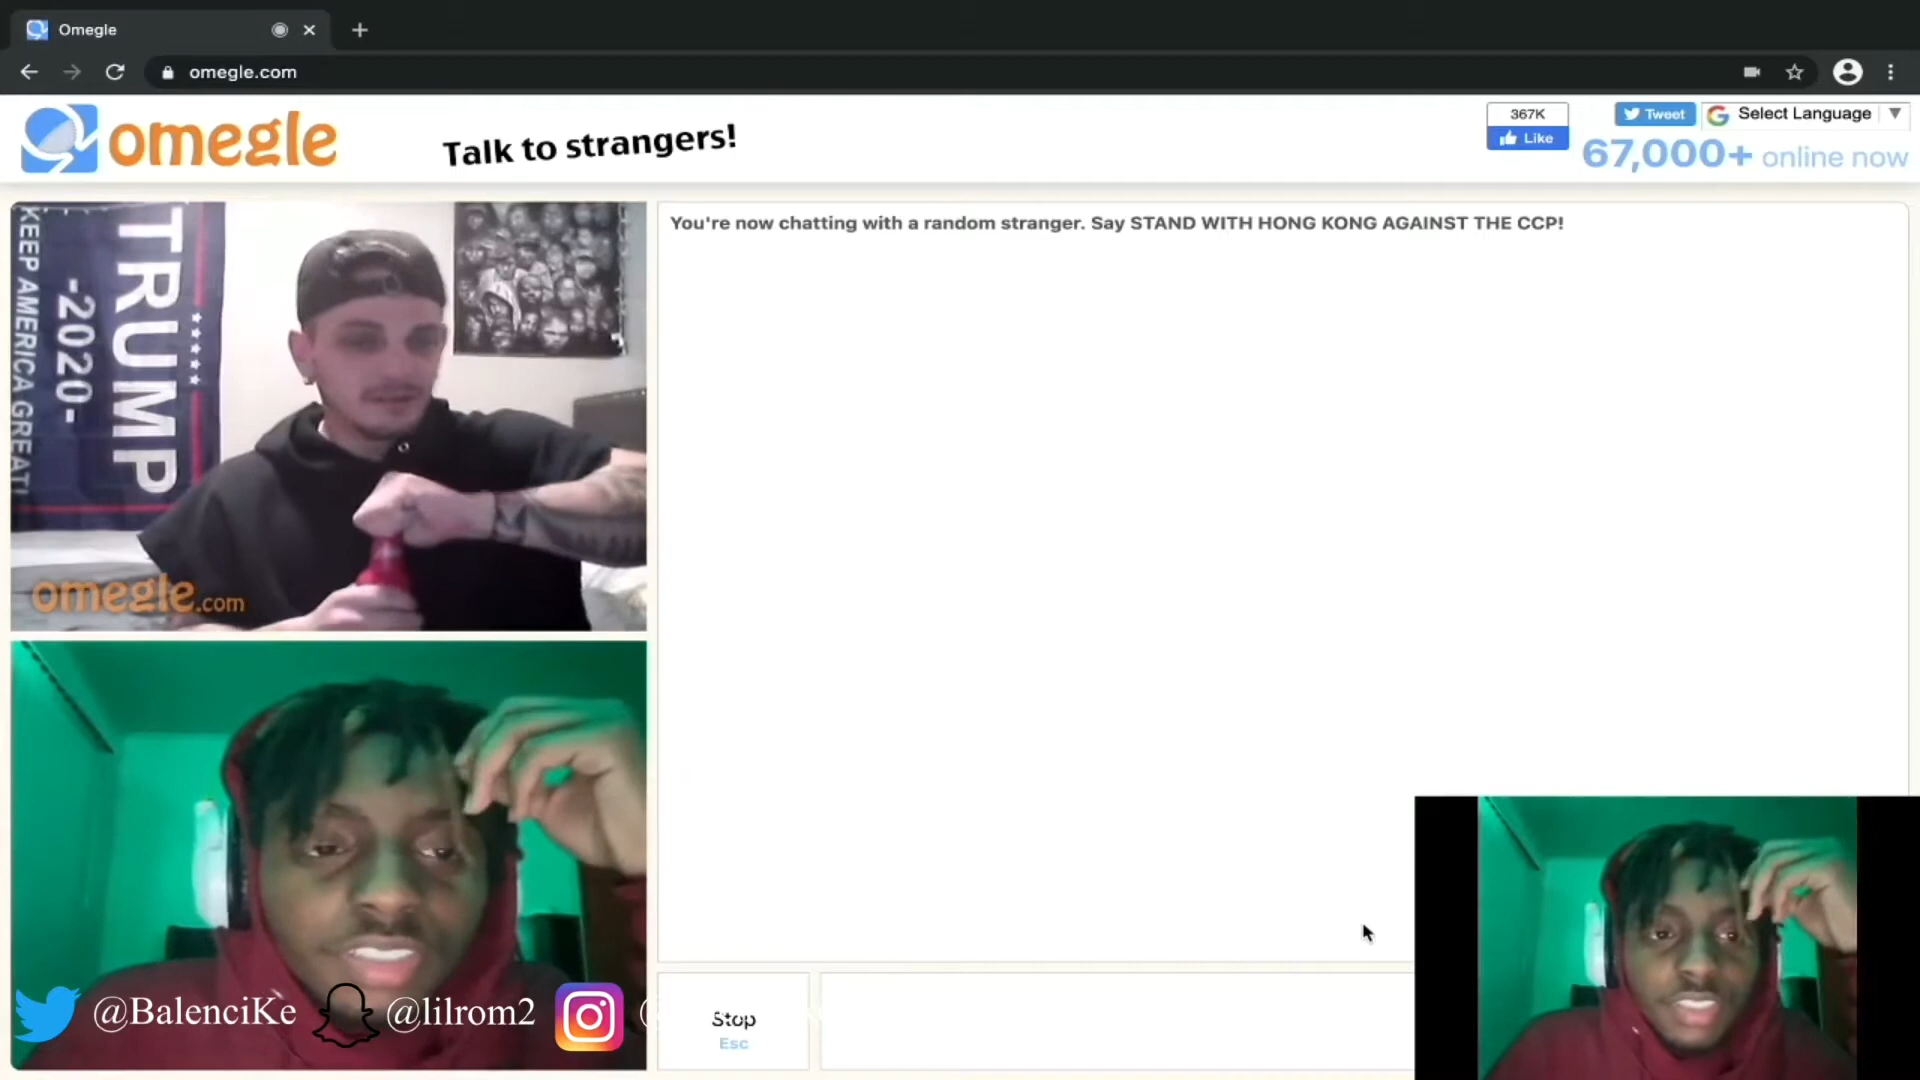 Omegle
omegle.com
omegle
Talk to strangers!
367K
Like
Tweet
Select Language
67,000+ online now
KEEP AMERICA GREAT!
-2020-
TRUMP
omegle.com
You're now chatting with a random stranger. Say STAND WITH HONG KONG AGAINST THE CCP!
@BalenciKe
@lilrom2
Stop
Esc